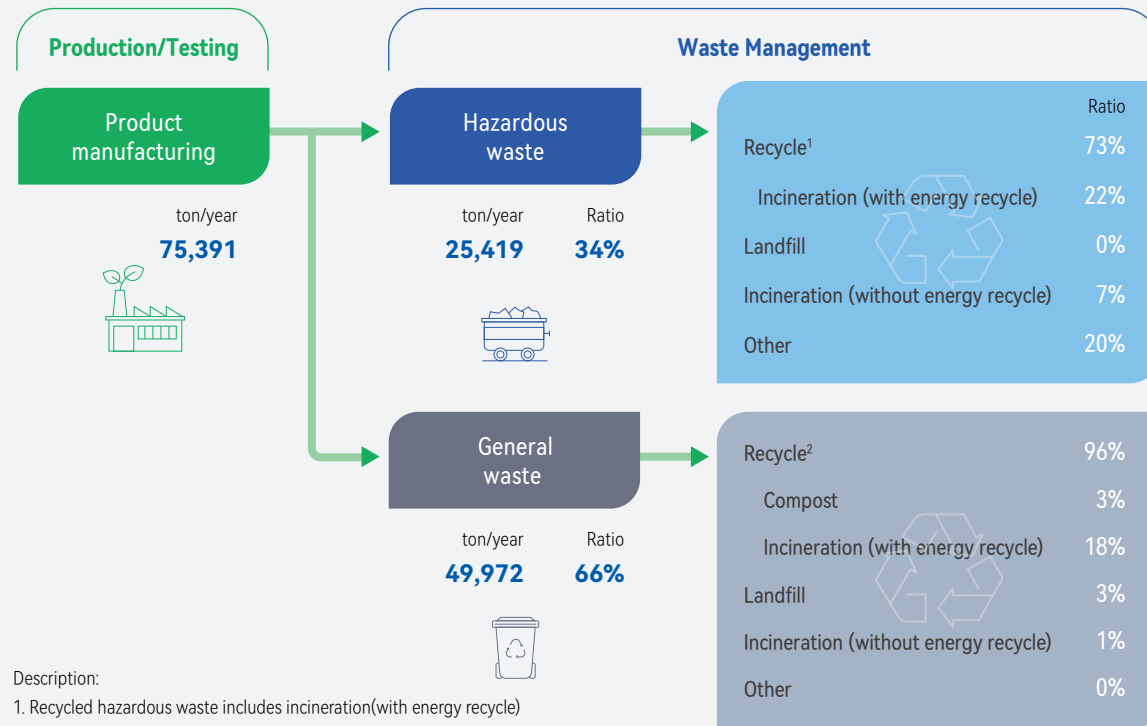 Production/Testing
Waste Management
Product
manufacturing
ton/year
75,391
Hazardous
waste
ton/year Ratio
25,419 34%
Ratio
Recycle¹ 73%
Incineration (with energy recycle) 22%
Landfill 0%
Incineration (without energy recycle) 7%
Other 20%
General
waste
ton/year Ratio
49,972 66%
Recycle² 96%
Compost 3%
Incineration (with energy recycle) 18%
Landfill 3%
Incineration (without energy recycle) 1%
Other 0%
Description:
1. Recycled hazardous waste includes incineration(with energy recycle)